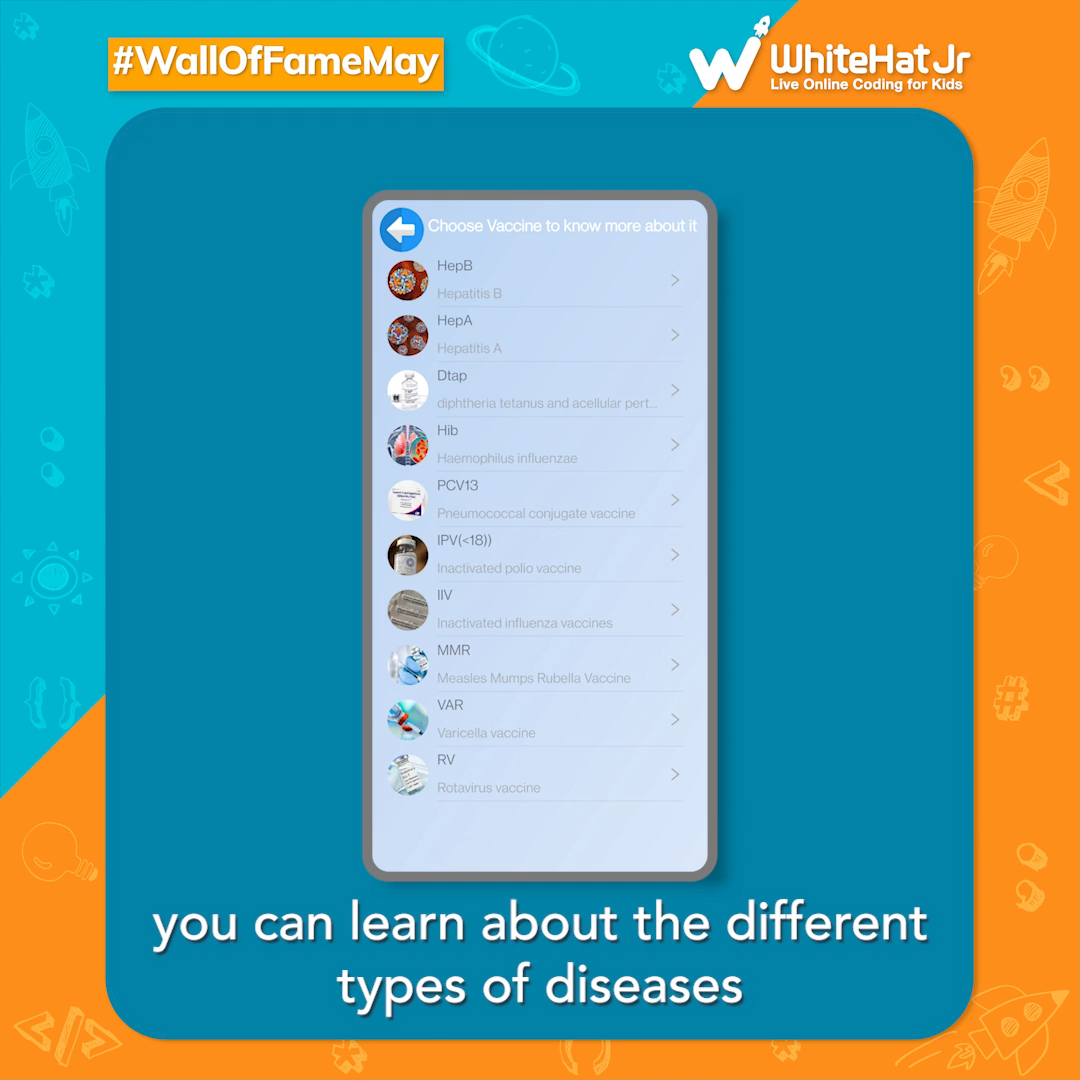 #WallOfFameMay
WhiteHat Jr
Live Online Coding for Kids
Choose Vaccine to know more about it
HepB
Hepatitis B
HepA
Hepatitis A
Dtap
diphtheria tetanus and acellular pert...
Hib
Haemophilus influenzae
PCV13
Pneumococcal conjugate vaccine
IPV(<18))
Inactivated polio vaccine
IIV
Inactivated influenza vaccines
MMR
Measles Mumps Rubella Vaccine
VAR
Varicella vaccine
RV
Rotavirus vaccine
you can learn about the different
types of diseases